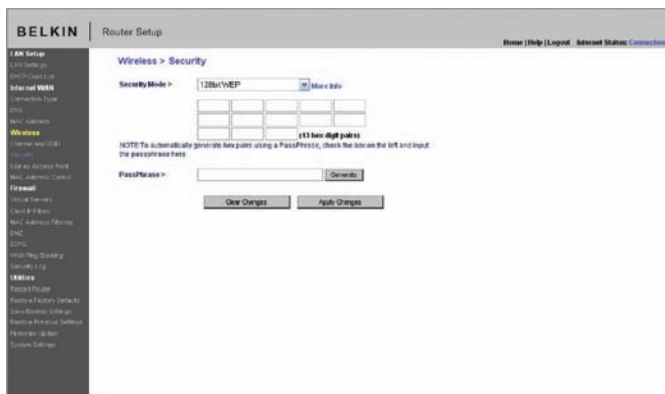 BELKIN
Router Setup
Home |Help |Logout Internet Status: Connection
LAN Setup
LAN Settings
DHCP Client List
Internet WAN
Connection Type
DNS
MAC Address
Wireless
Channel and SSID
Security
Use as Access Point
MAC Address Control
Firewall
Virtual Servers
Client IP Filters
MAC Address Filtering
DMZ
DDNS
WAN Ping Blocking
Security Log
Utilities
Restart Router
Restore Factory Defaults
Save/Backup Settings
Restore Previous Settings
Firmware Update
System Settings
Wireless > Security
Security Mode >
128bit WEP
More Info
(13 hex digit pairs)
NOTE:To automatically generate hex pairs using a PassPhrase, check the box on the left and input
the passphrase here
PassPhrase >
Generate
Clear Changes
Apply Changes